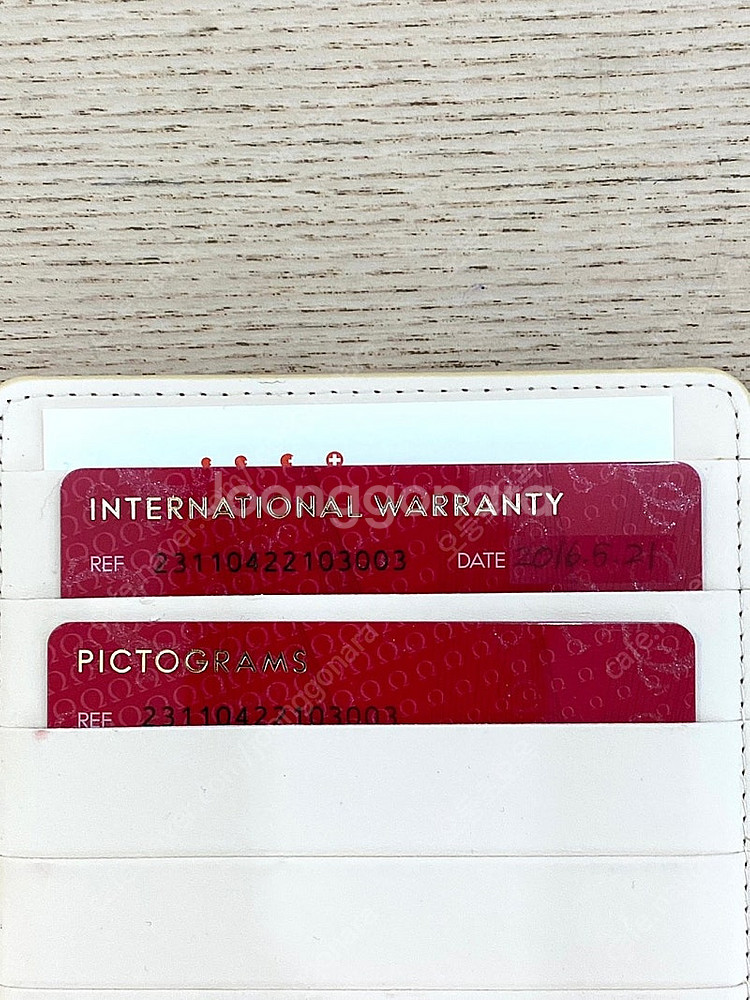 INTERNATIONAL WARRANTY
REF 23110422103003 DATE 2016.5.21
PICTOGRAMS
REF 23110422103003